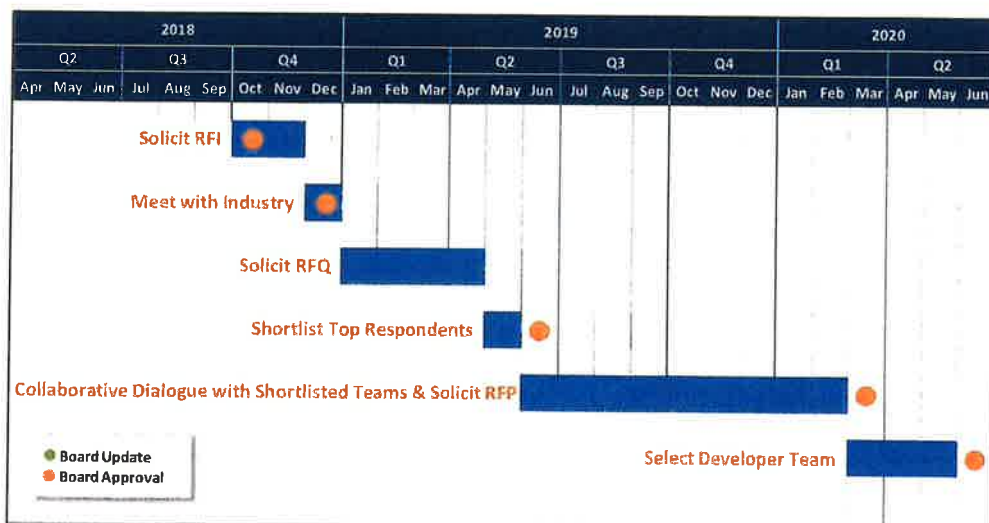 2018 2019 2020
Q2 Q3 Q4 Q1 Q2 Q3 Q4 Q1 Q2
Apr May Jun Jul Aug Sep Oct Nov Dec Jan Feb Mar Apr May Jun Jul Aug Sep Oct Nov Dec Jan Feb Mar Apr May Jun
Solicit RFI
Meet with Industry
Solicit RFQ
Shortlist Top Respondents
Collaborative Dialogue with Shortlisted Teams & Solicit RFP
Select Developer Team
Board Update
Board Approval